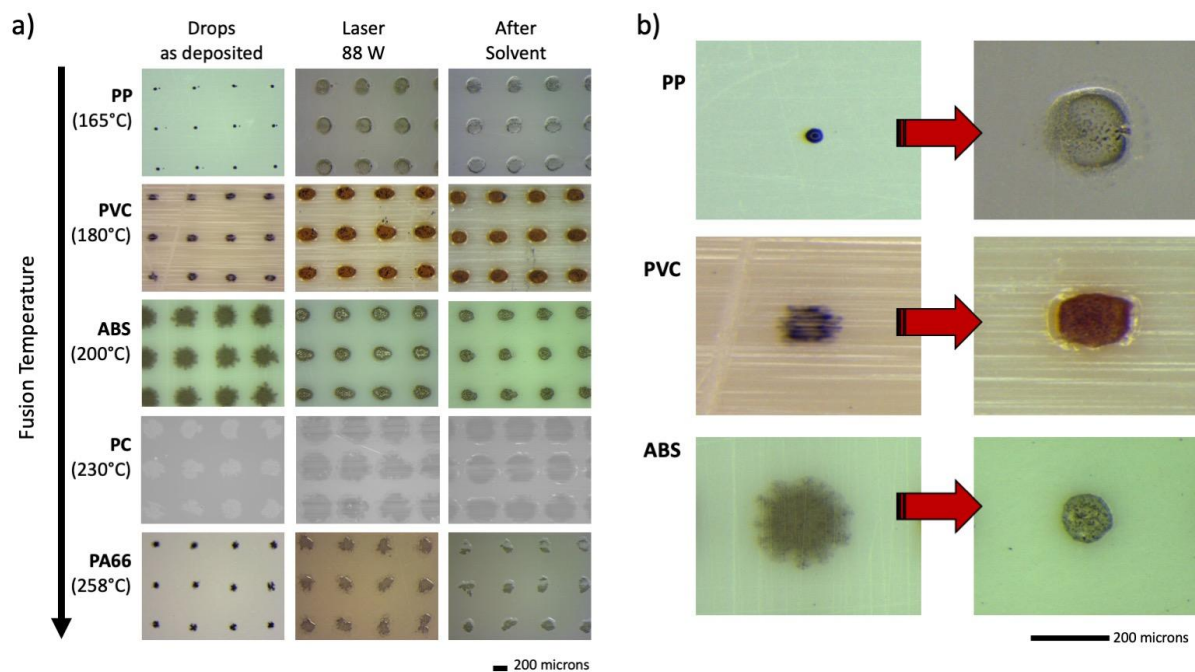 a)
Drops
as deposited
Laser
88 W
After
Solvent
Fusion Temperature
PP
(165°C)
PVC
(180°C)
ABS
(200°C)
PC
(230°C)
PA66
(258°C)
200 microns
b)
PP
PVC
ABS
200 microns